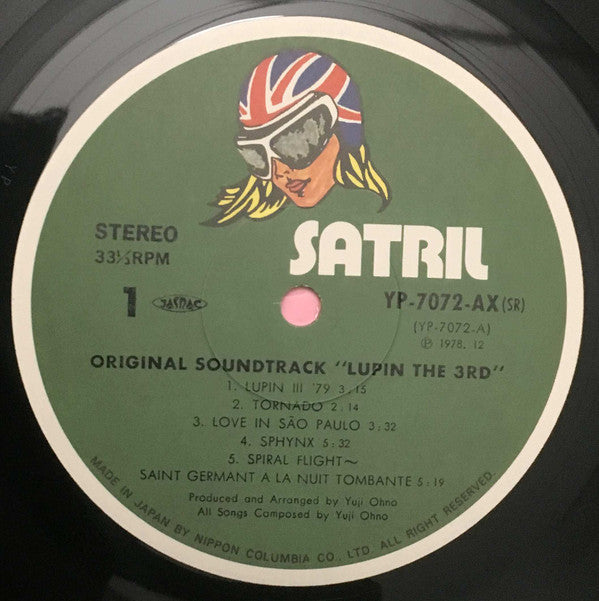 SATRIL
STEREO
33⅓RPM
1 JASRAC
YP-7072-AX(SR)
(YP-7072-A)
Ⓟ 1978. 12
ORIGINAL SOUNDTRACK "LUPIN THE 3RD"
1. LUPIN III '79 3:15
2. TORNADO 2:14
3. LOVE IN SÃO PAULO 3:32
4. SPHYNX 5:32
5. SPIRAL FLIGHT~
SAINT GERMANT A LA NUIT TOMBANTE 5:19
Produced and Arranged by Yuji Ohno
All Songs Composed by Yuji Ohno
MADE IN JAPAN BY NIPPON COLUMBIA CO., LTD. ALL RIGHT RESERVED.